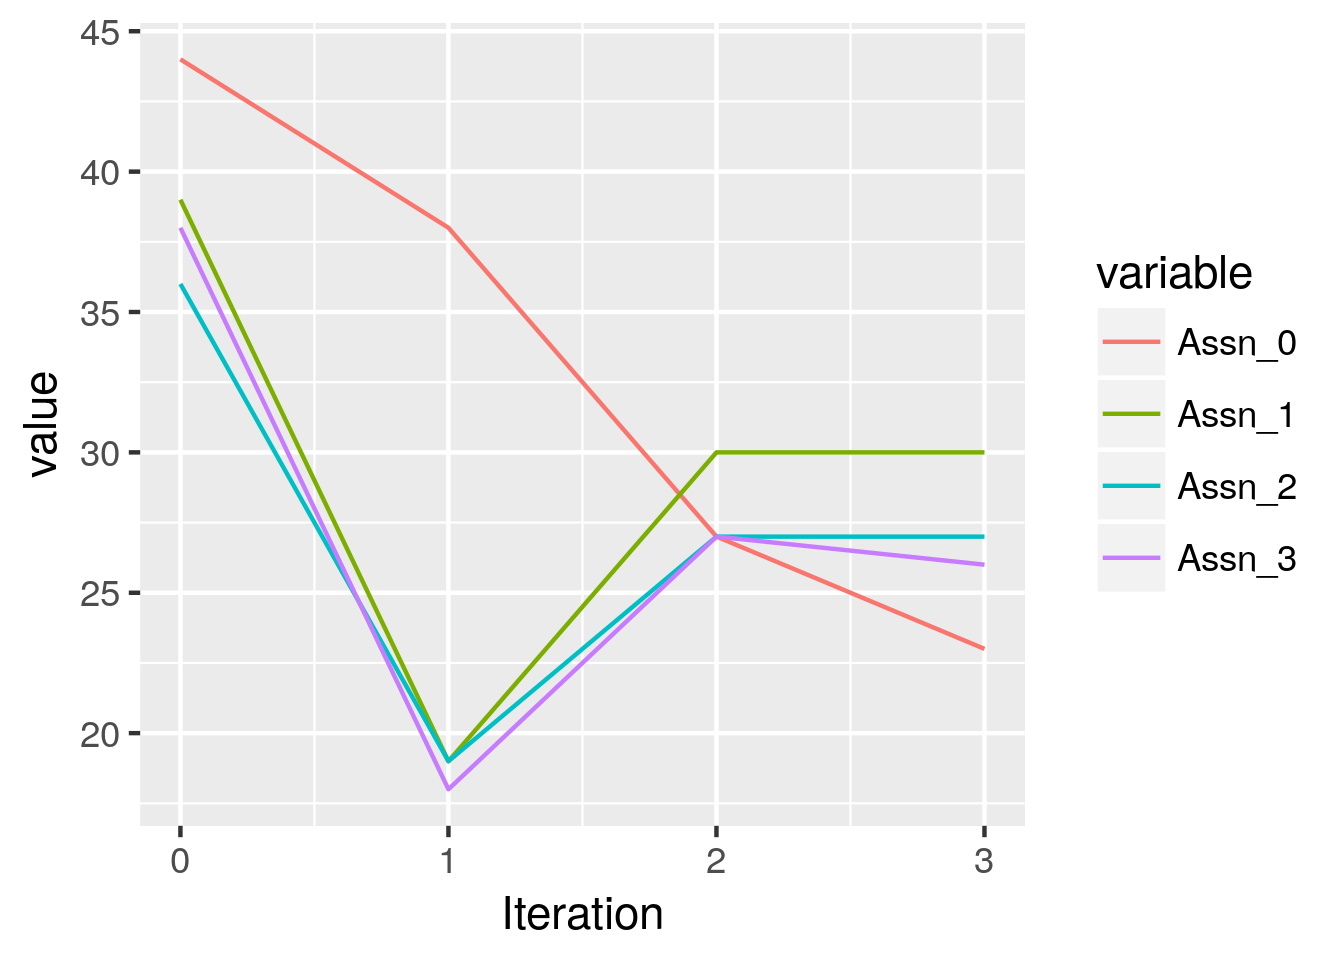 45
40
35
30
25
20
value
0
1
2
3
Iteration
variable
Assn_0
Assn_1
Assn_2
Assn_3